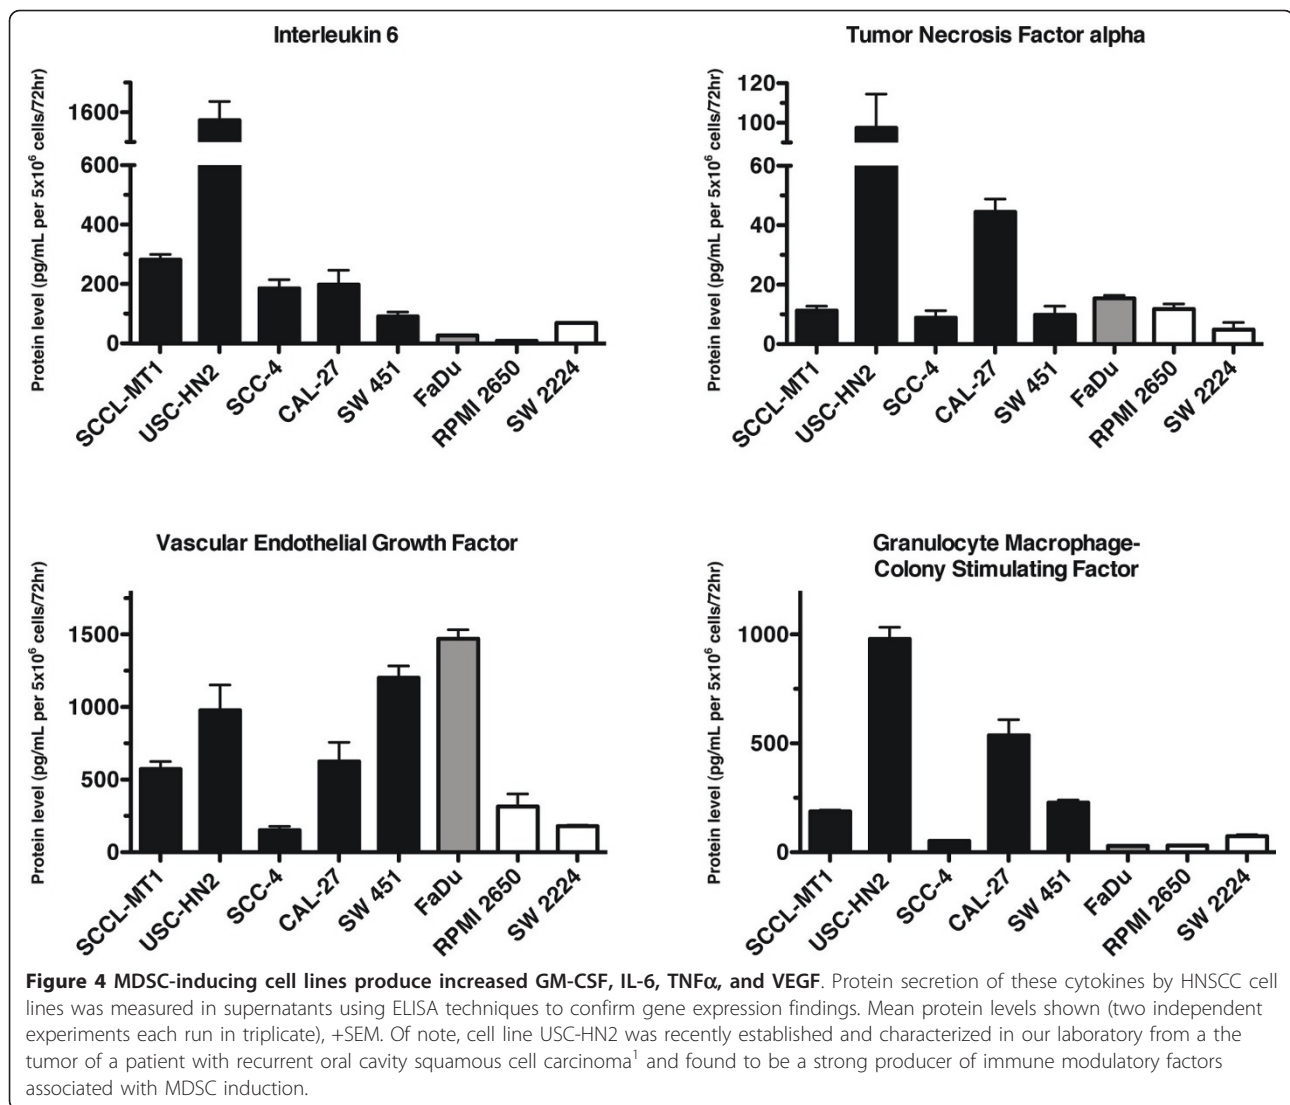 Interleukin 6
Protein level (pg/mL per 5x10⁶ cells/72hr)
1600
600
400
200
0
SCCL-MT1
USC-HN2
SCC-4
CAL-27
SW 451
FaDu
RPMI 2650
SW 2224
Tumor Necrosis Factor alpha
Protein level (pg/mL per 5x10⁶ cells/72hr)
120
100
60
40
20
0
SCCL-MT1
USC-HN2
SCC-4
CAL-27
SW 451
FaDu
RPMI 2650
SW 2224
Vascular Endothelial Growth Factor
Protein level (pg/mL per 5x10⁶ cells/72hr)
1500
1000
500
0
SCCL-MT1
USC-HN2
SCC-4
CAL-27
SW 451
FaDu
RPMI 2650
SW 2224
Granulocyte Macrophage-
Colony Stimulating Factor
Protein level (pg/mL per 5x10⁶ cells/72hr)
1000
500
0
SCCL-MT1
USC-HN2
SCC-4
CAL-27
SW 451
FaDu
RPMI 2650
SW 2224
Figure 4 MDSC-inducing cell lines produce increased GM-CSF, IL-6, TNFα, and VEGF. Protein secretion of these cytokines by HNSCC cell
lines was measured in supernatants using ELISA techniques to confirm gene expression findings. Mean protein levels shown (two independent
experiments each run in triplicate), +SEM. Of note, cell line USC-HN2 was recently established and characterized in our laboratory from a the
tumor of a patient with recurrent oral cavity squamous cell carcinoma¹ and found to be a strong producer of immune modulatory factors
associated with MDSC induction.